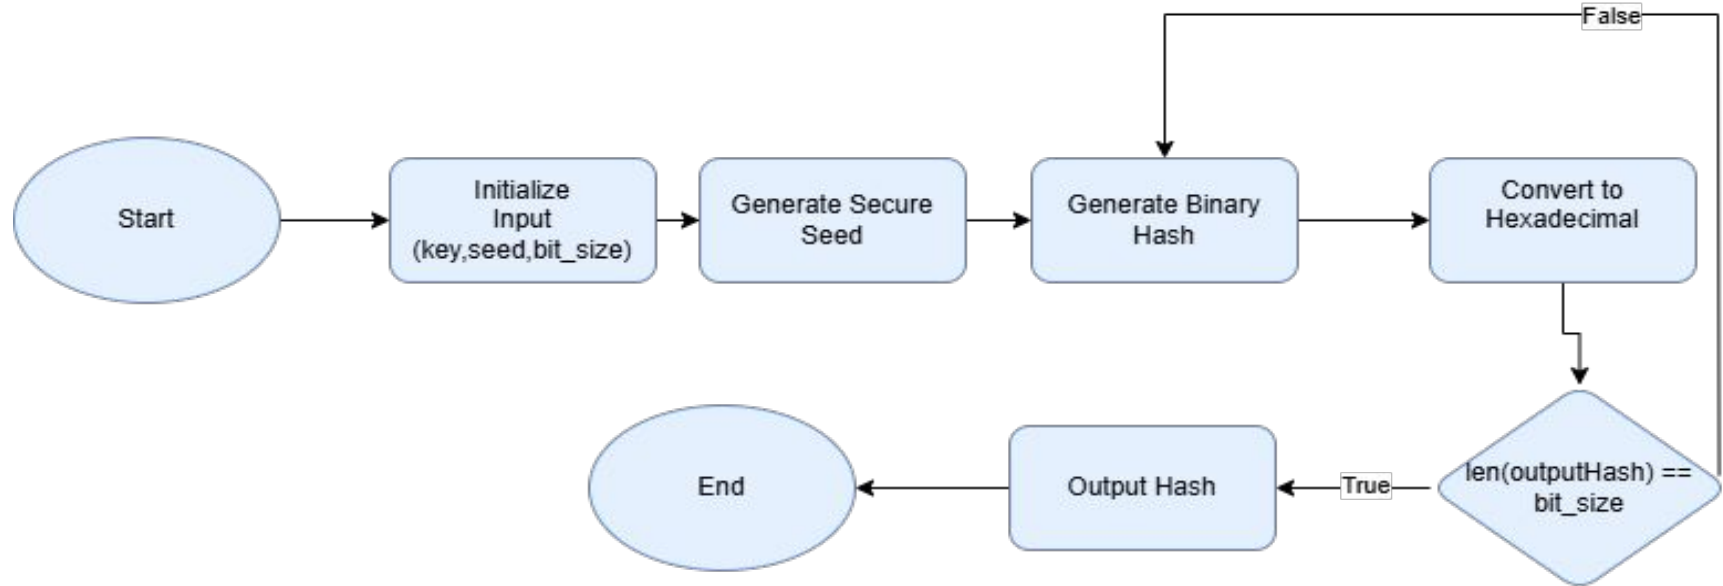 False
Start
Initialize
Input
(key,seed,bit_size)
Generate Secure
Seed
Generate Binary
Hash
Convert to
Hexadecimal
len(outputHash) ==
bit_size
True
Output Hash
End